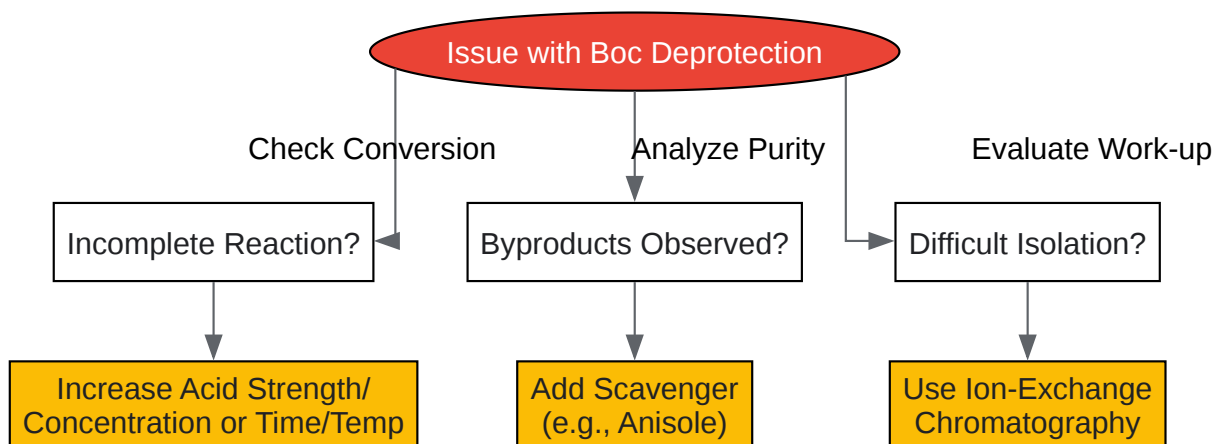 Issue with Boc Deprotection
Check Conversion
Analyze Purity
Evaluate Work-up
Incomplete Reaction?
Byproducts Observed?
Difficult Isolation?
Increase Acid Strength/
Concentration or Time/Temp
Add Scavenger
(e.g., Anisole)
Use Ion-Exchange
Chromatography